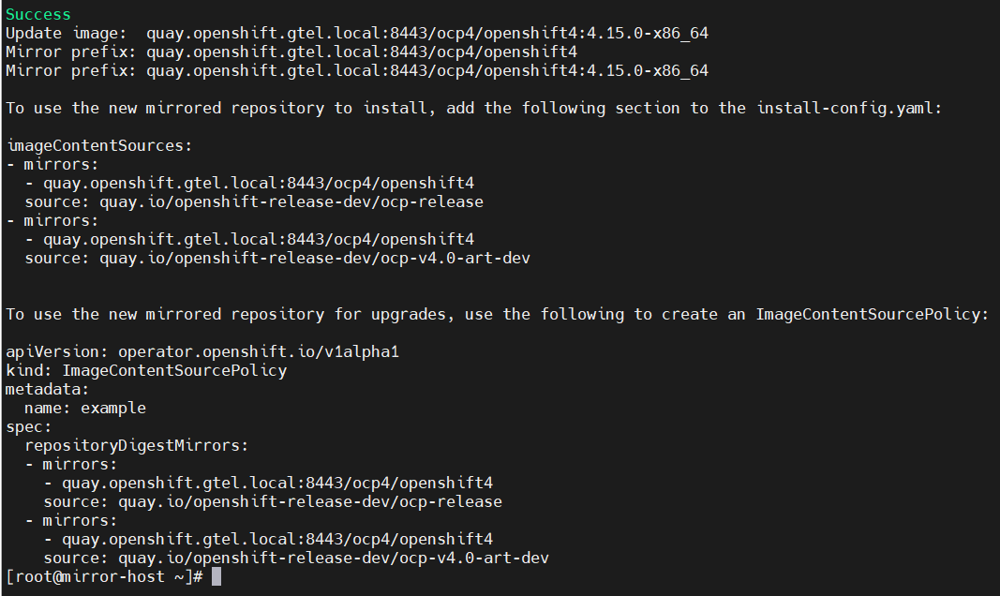 Success
Update image:  quay.openshift.gtel.local:8443/ocp4/openshift4:4.15.0-x86_64
Mirror prefix: quay.openshift.gtel.local:8443/ocp4/openshift4
Mirror prefix: quay.openshift.gtel.local:8443/ocp4/openshift4:4.15.0-x86_64

To use the new mirrored repository to install, add the following section to the install-config.yaml:

imageContentSources:
- mirrors:
  - quay.openshift.gtel.local:8443/ocp4/openshift4
  source: quay.io/openshift-release-dev/ocp-release
- mirrors:
  - quay.openshift.gtel.local:8443/ocp4/openshift4
  source: quay.io/openshift-release-dev/ocp-v4.0-art-dev


To use the new mirrored repository for upgrades, use the following to create an ImageContentSourcePolicy:

apiVersion: operator.openshift.io/v1alpha1
kind: ImageContentSourcePolicy
metadata:
  name: example
spec:
  repositoryDigestMirrors:
  - mirrors:
    - quay.openshift.gtel.local:8443/ocp4/openshift4
    source: quay.io/openshift-release-dev/ocp-release
  - mirrors:
    - quay.openshift.gtel.local:8443/ocp4/openshift4
    source: quay.io/openshift-release-dev/ocp-v4.0-art-dev
[root@mirror-host ~]#